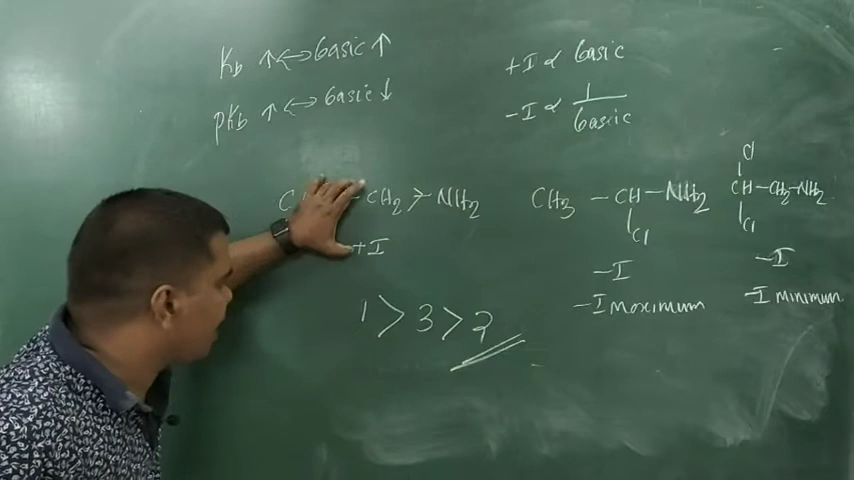 Kb ↑ ↔ basic ↑
pKb ↑ ↔ basic ↓
+I ∝ basic
-I ∝ 1/basic
C - CH2 > NH2
+I
CH3 - CH - NH2
Cl
-I
-I maximum
Cl
CH-CH2-NH2
Cl
-I
-I minimum
1 > 3 > 2